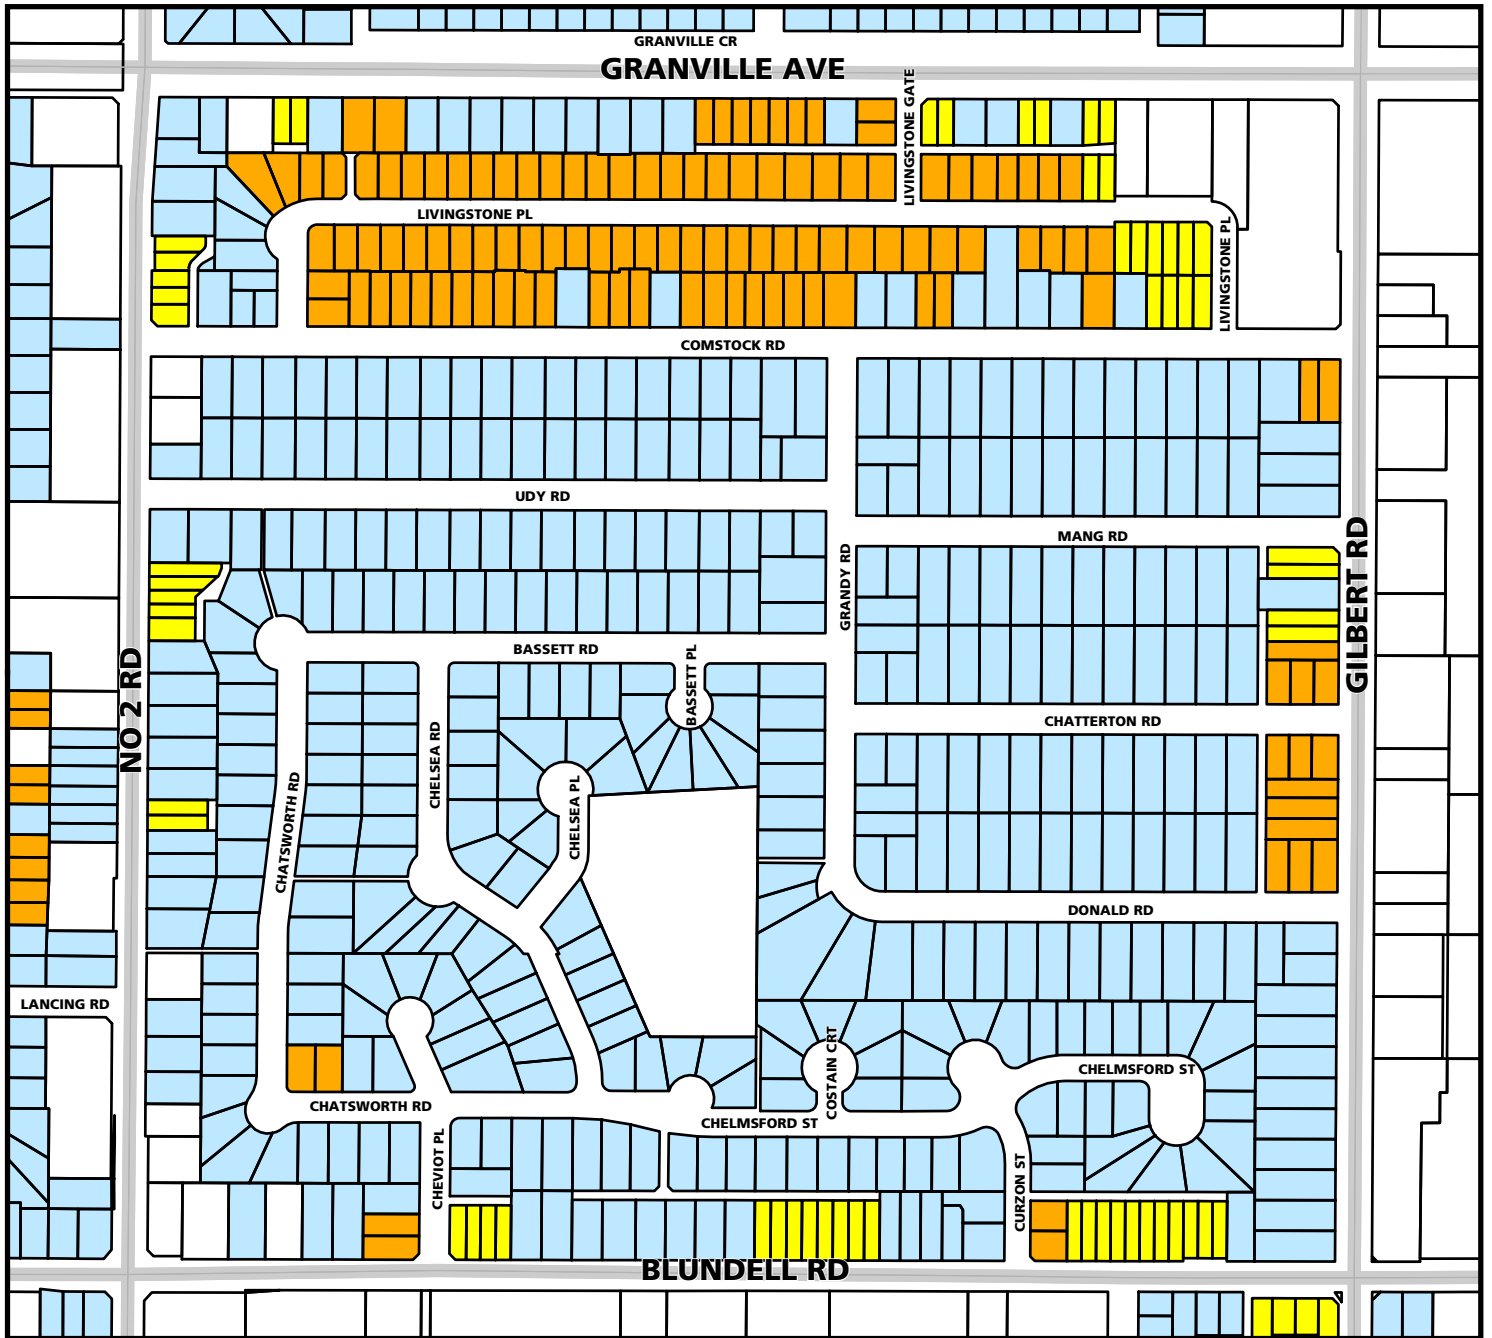 GRANVILLE CR
GRANVILLE AVE
LIVINGSTONE GATE
LIVINGSTONE PL
LIVINGSTONE PL
COMSTOCK RD
UDY RD
MANG RD
GRANDY RD
GILBERT RD
BASSETT RD
BASSETT PL
NO 2 RD
CHATTERTON RD
CHELSEA RD
CHELSEA PL
CHATSWORTH RD
DONALD RD
LANCING RD
COSTAIN CRT
CHELMSFORD ST
CHATSWORTH RD
CHELMSFORD ST
CHEVIOT PL
CURZON ST
BLUNDELL RD